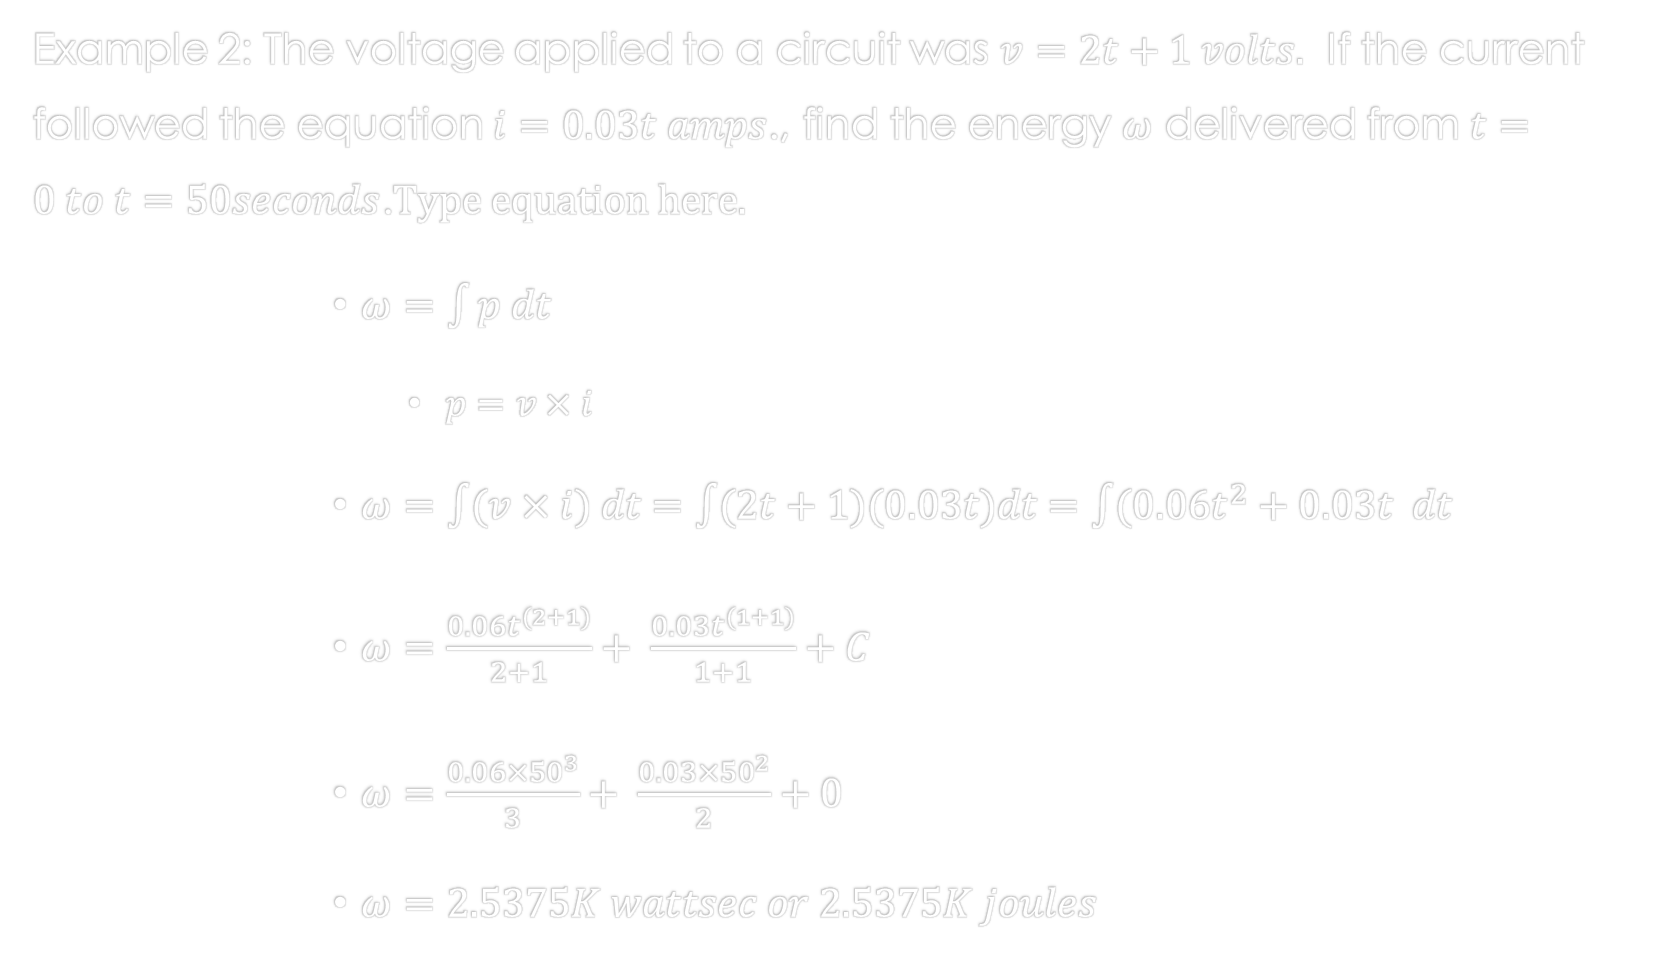 Example 2: The voltage applied to a circuit was v = 2t + 1 volts. If the current
followed the equation i = 0.03t amps., find the energy ω delivered from t =
0 to t = 50seconds.Type equation here.
• ω = ∫ p dt
• p = v × i
• ω = ∫(v × i) dt = ∫(2t + 1)(0.03t)dt = ∫(0.06t² + 0.03t dt
• ω = 0.06t^(2+1)/2+1 + 0.03t^(1+1)/1+1 + C
• ω = 0.06×50³/3 + 0.03×50²/2 + 0
• ω = 2.5375K wattsec or 2.5375K joules